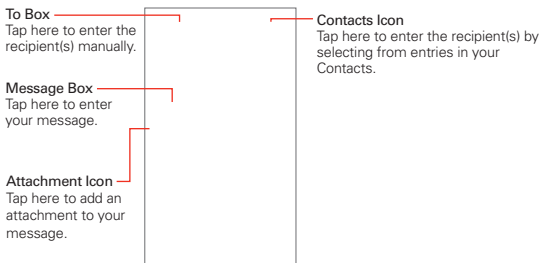 To Box
Tap here to enter the
recipient(s) manually.
Message Box
Tap here to enter
your message.
Attachment Icon
Tap here to add an
attachment to your
message.
Contacts Icon
Tap here to enter the recipient(s) by
selecting from entries in your
Contacts.